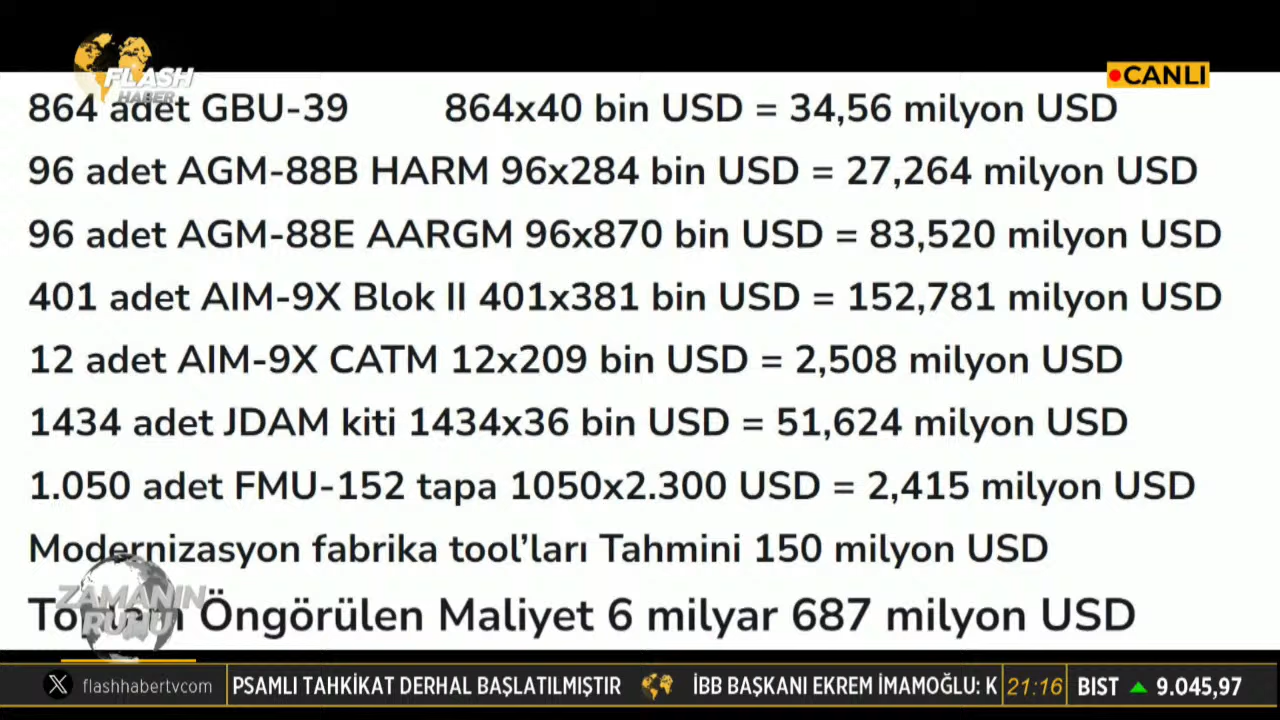 FLASH
HABER
CANLI
864 adet GBU-39 864x40 bin USD = 34,56 milyon USD
96 adet AGM-88B HARM 96x284 bin USD = 27,264 milyon USD
96 adet AGM-88E AARGM 96x870 bin USD = 83,520 milyon USD
401 adet AIM-9X Blok II 401x381 bin USD = 152,781 milyon USD
12 adet AIM-9X CATM 12x209 bin USD = 2,508 milyon USD
1434 adet JDAM kiti 1434x36 bin USD = 51,624 milyon USD
1.050 adet FMU-152 tapa 1050x2.300 USD = 2,415 milyon USD
Modernizasyon fabrika tool’ları Tahmini 150 milyon USD
Toplam Öngörülen Maliyet 6 milyar 687 milyon USD
ZAMANIN
RUHU
flashhabertvcom PSAMLI TAHKİKAT DERHAL BAŞLATILMIŞTIR İBB BAŞKANI EKREM İMAMOĞLU: K 21:16 BIST 9.045,97